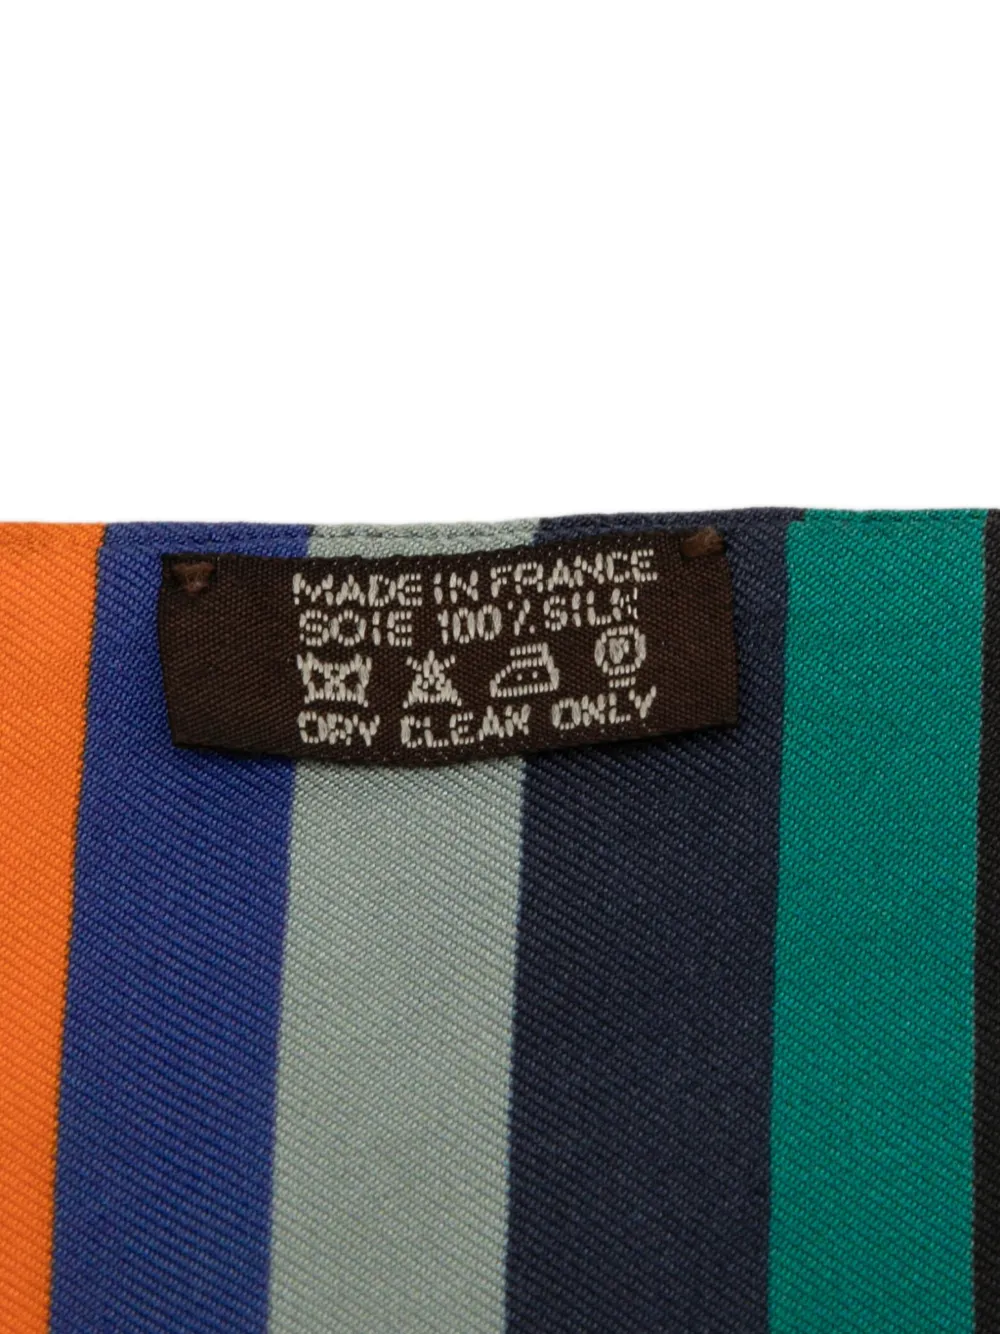 MADE IN FRANCE
SOIE 100% SILK
P
DRY CLEAN ONLY